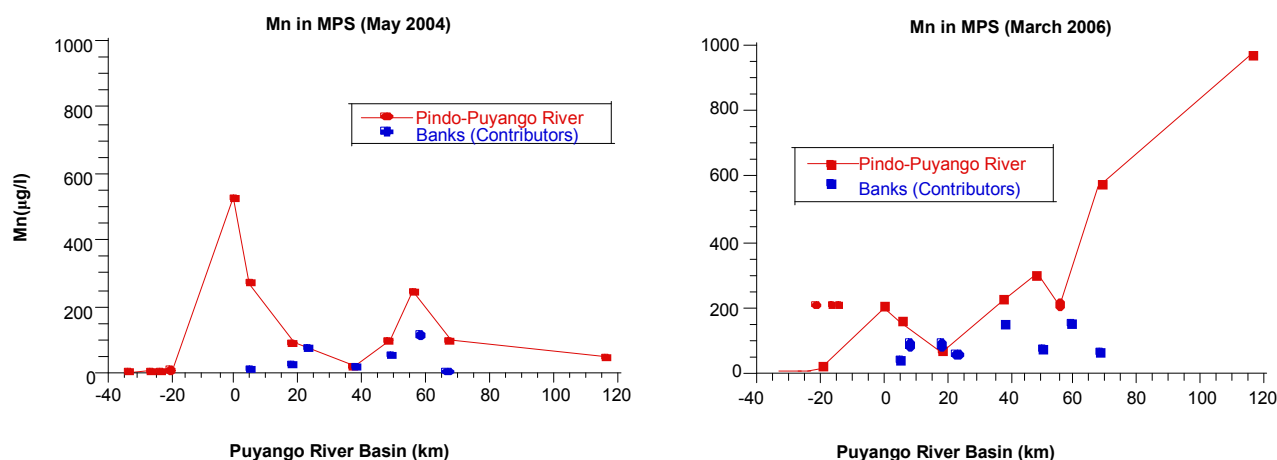 Mn in MPS (May 2004)
1000
800
600
400
200
0
Mn(µg/l)
Pindo-Puyango River
Banks (Contributors)
-40 -20 0 20 40 60 80 100 120
Puyango River Basin (km)
Mn in MPS (March 2006)
1000
800
600
400
200
0
Pindo-Puyango River
Banks (Contributors)
-40 -20 0 20 40 60 80 100 120
Puyango River Basin (km)